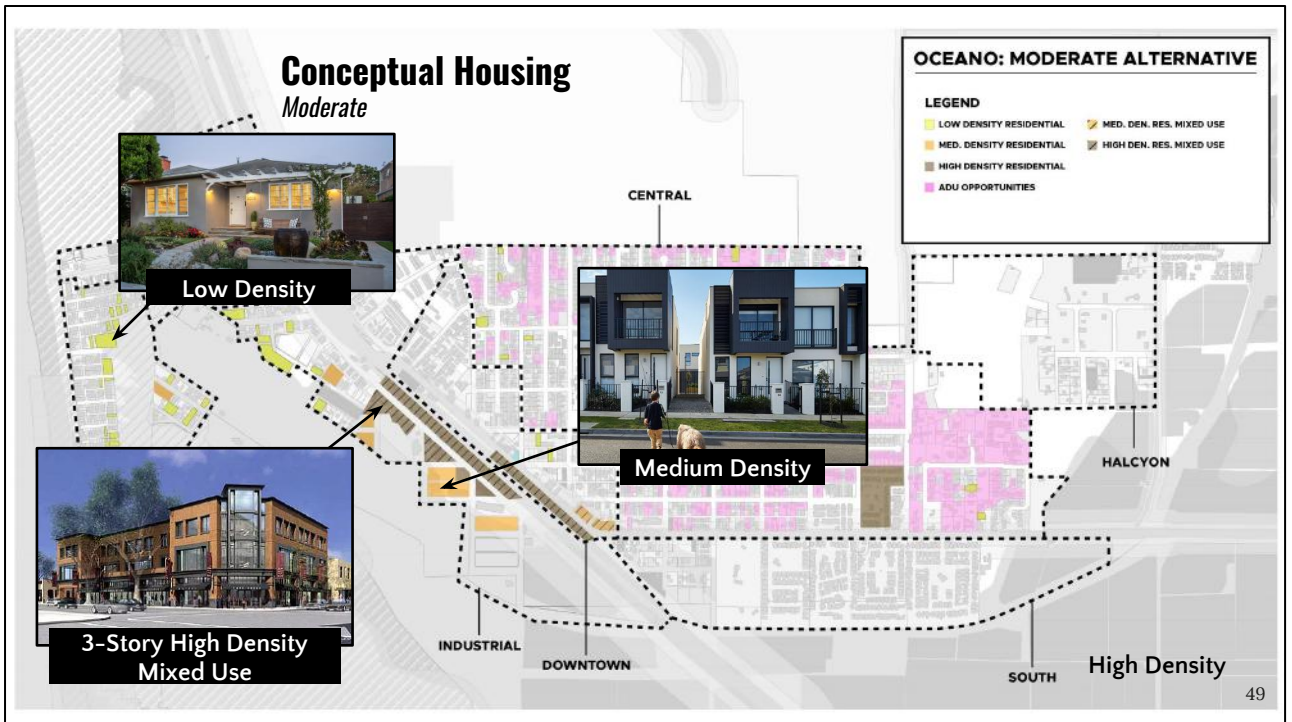 Conceptual Housing
Moderate
OCEANO: MODERATE ALTERNATIVE
LEGEND
LOW DENSITY RESIDENTIAL
MED. DENSITY RESIDENTIAL
HIGH DENSITY RESIDENTIAL
ADU OPPORTUNITIES
MED. DEN. RES. MIXED USE
HIGH DEN. RES. MIXED USE
CENTRAL
Low Density
Medium Density
HALCYON
3-Story High Density
Mixed Use
INDUSTRIAL
DOWNTOWN
SOUTH
High Density
49